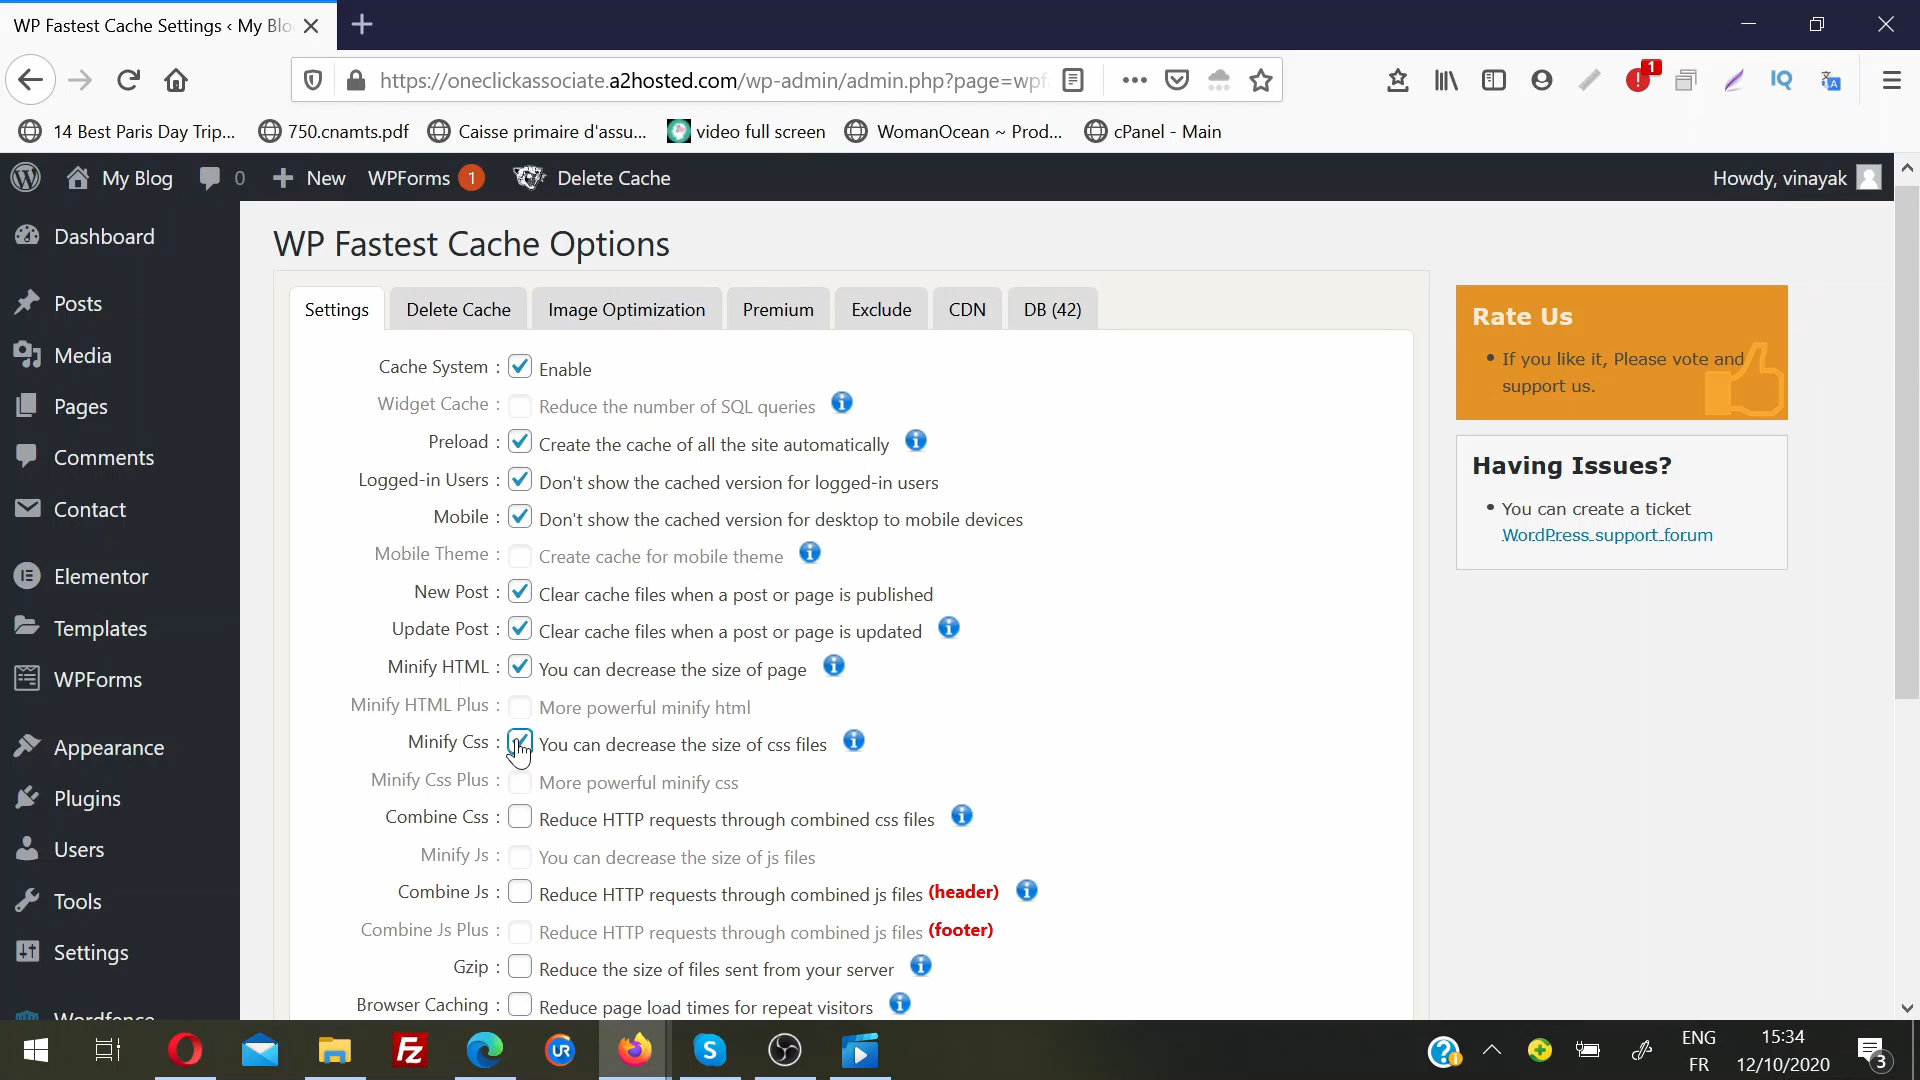 WP Fastest Cache Settings ‹ My Blo
https://oneclickassociate.a2hosted.com/wp-admin/admin.php?page=wpf
1
IQ
14 Best Paris Day Trip...
750.cnamts.pdf
Caisse primaire d'assu...
video full screen
WomanOcean ~ Prod...
cPanel - Main
My Blog
0
New
WPForms 1
Delete Cache
Howdy, vinayak
Dashboard
Posts
Media
Pages
Comments
Contact
Elementor
Templates
WPForms
Appearance
Plugins
Users
Tools
Settings
Wordfence
WP Fastest Cache Options
Settings
Delete Cache
Image Optimization
Premium
Exclude
CDN
DB (42)
Cache System : Enable
Widget Cache : Reduce the number of SQL queries
Preload : Create the cache of all the site automatically
Logged-in Users : Don't show the cached version for logged-in users
Mobile : Don't show the cached version for desktop to mobile devices
Mobile Theme : Create cache for mobile theme
New Post : Clear cache files when a post or page is published
Update Post : Clear cache files when a post or page is updated
Minify HTML : You can decrease the size of page
Minify HTML Plus : More powerful minify html
Minify Css : You can decrease the size of css files
Minify Css Plus : More powerful minify css
Combine Css : Reduce HTTP requests through combined css files
Minify Js : You can decrease the size of js files
Combine Js : Reduce HTTP requests through combined js files (header)
Combine Js Plus : Reduce HTTP requests through combined js files (footer)
Gzip : Reduce the size of files sent from your server
Browser Caching : Reduce page load times for repeat visitors
Rate Us
If you like it, Please vote and
support us.
Having Issues?
You can create a ticket
WordPress support forum
UR
ENG
FR
15:34
12/10/2020
3